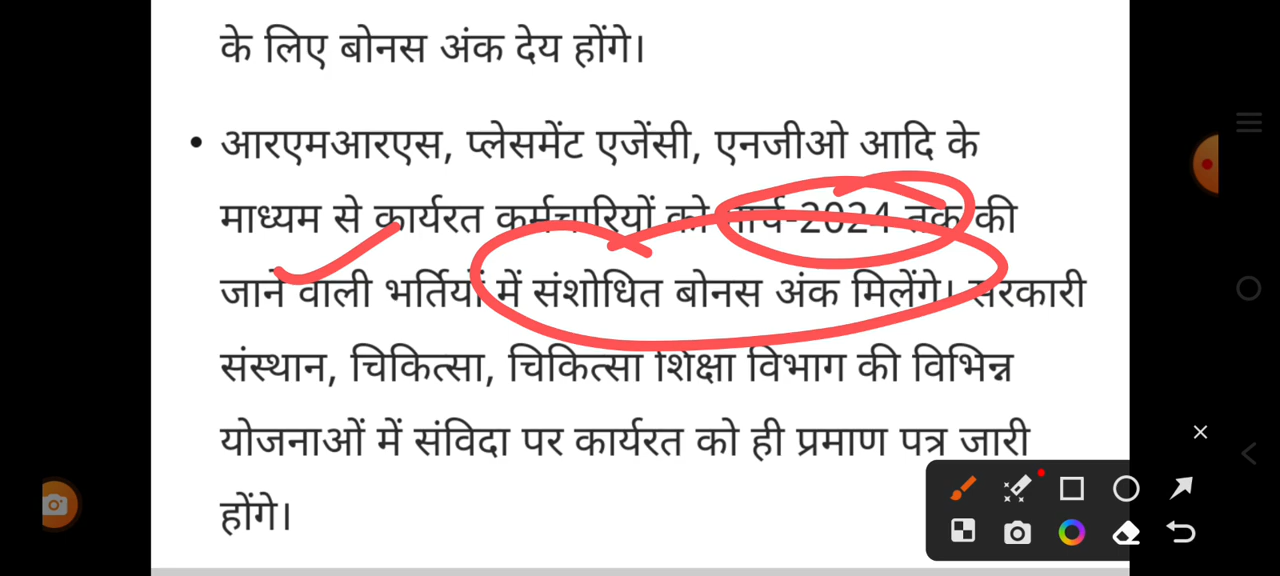 के लिए बोनस अंक देय होंगे।
• आरएमआरएस, प्लेसमेंट एजेंसी, एनजीओ आदि के
माध्यम से कार्यरत कर्मचारियों को मार्च-2024 तक की
जाने वाली भर्तियों में संशोधित बोनस अंक मिलेंगे। सरकारी
संस्थान, चिकित्सा, चिकित्सा शिक्षा विभाग की विभिन्न
योजनाओं में संविदा पर कार्यरत को ही प्रमाण पत्र जारी
होंगे।